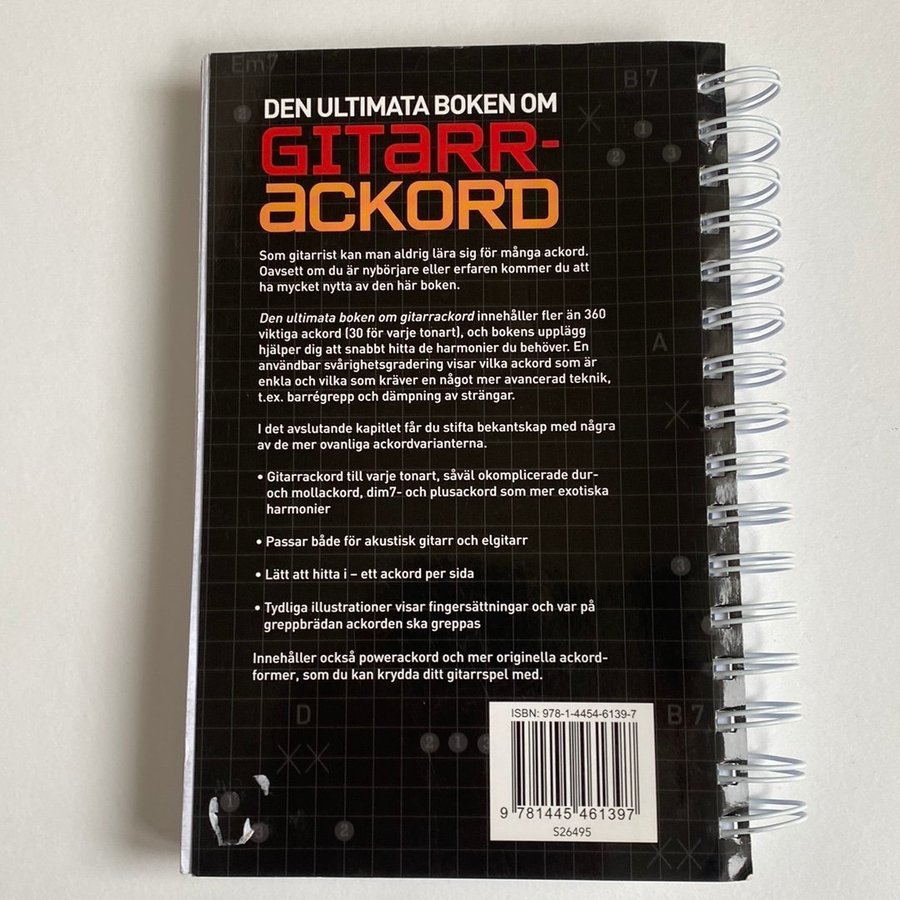 Em7
B7
DEN ULTIMATA BOKEN OM
GITARR-
ACKORD
Som gitarrist kan man aldrig lära sig för många ackord.
Oavsett om du är nybörjare eller erfaren kommer du att
ha mycket nytta av den här boken.
Den ultimata boken om gitarrackord innehåller fler än 360
viktiga ackord (30 för varje tonart), och bokens upplägg
hjälper dig att snabbt hitta de harmonier du behöver. En
användbar svårighetsgradering visar vilka ackord som är
enkla och vilka som kräver en något mer avancerad teknik,
t.ex. barrégrepp och dämpning av strängar.
A
I det avslutande kapitlet får du stifta bekantskap med några
av de mer ovanliga ackordvarianterna.
• Gitarrackord till varje tonart, såväl okomplicerade dur-
och mollackord, dim7- och plusackord som mer exotiska
harmonier
• Passar både för akustisk gitarr och elgitarr
• Lätt att hitta i – ett ackord per sida
• Tydliga illustrationer visar fingersättningar och var på
greppbrädan ackorden ska greppas
Innehåller också powerackord och mer originella ackord-
former, som du kan krydda ditt gitarrspel med.
D
B7
ISBN: 978-1-4454-6139-7
9 781445 461397
S26495